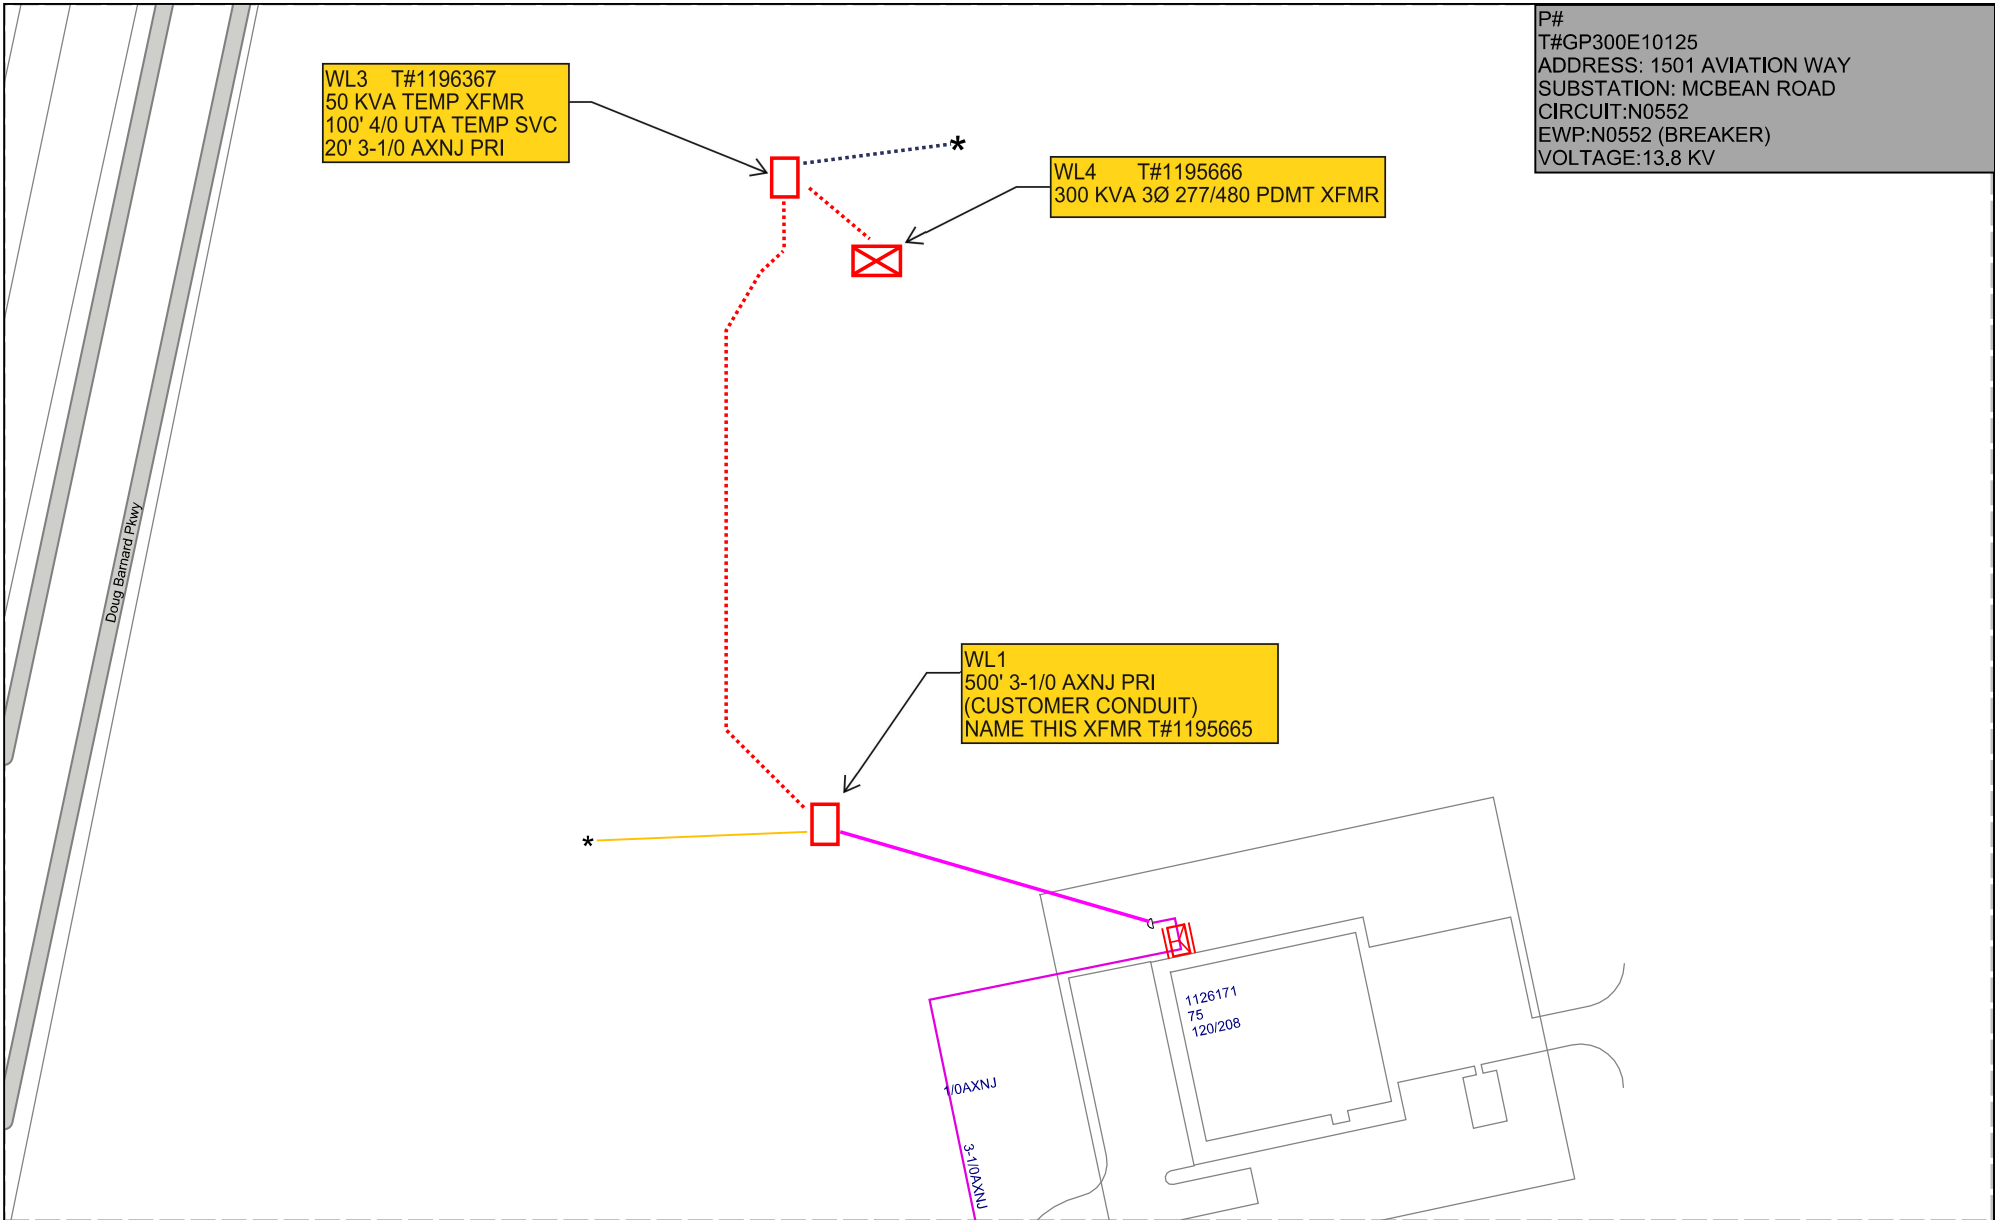 P#
T#GP300E10125
ADDRESS: 1501 AVIATION WAY
SUBSTATION: MCBEAN ROAD
CIRCUIT:N0552
EWP:N0552 (BREAKER)
VOLTAGE:13.8 KV
WL3 T#1196367
50 KVA TEMP XFMR
100' 4/0 UTA TEMP SVC
20' 3-1/0 AXNJ PRI
*
WL4 T#1195666
300 KVA 3Ø 277/480 PDMT XFMR
Doug Barnard Pkwy
WL1
500' 3-1/0 AXNJ PRI
(CUSTOMER CONDUIT)
NAME THIS XFMR T#1195665
*
1126171
75
120/208
1/0AXNJ
3-1/0AXNJ